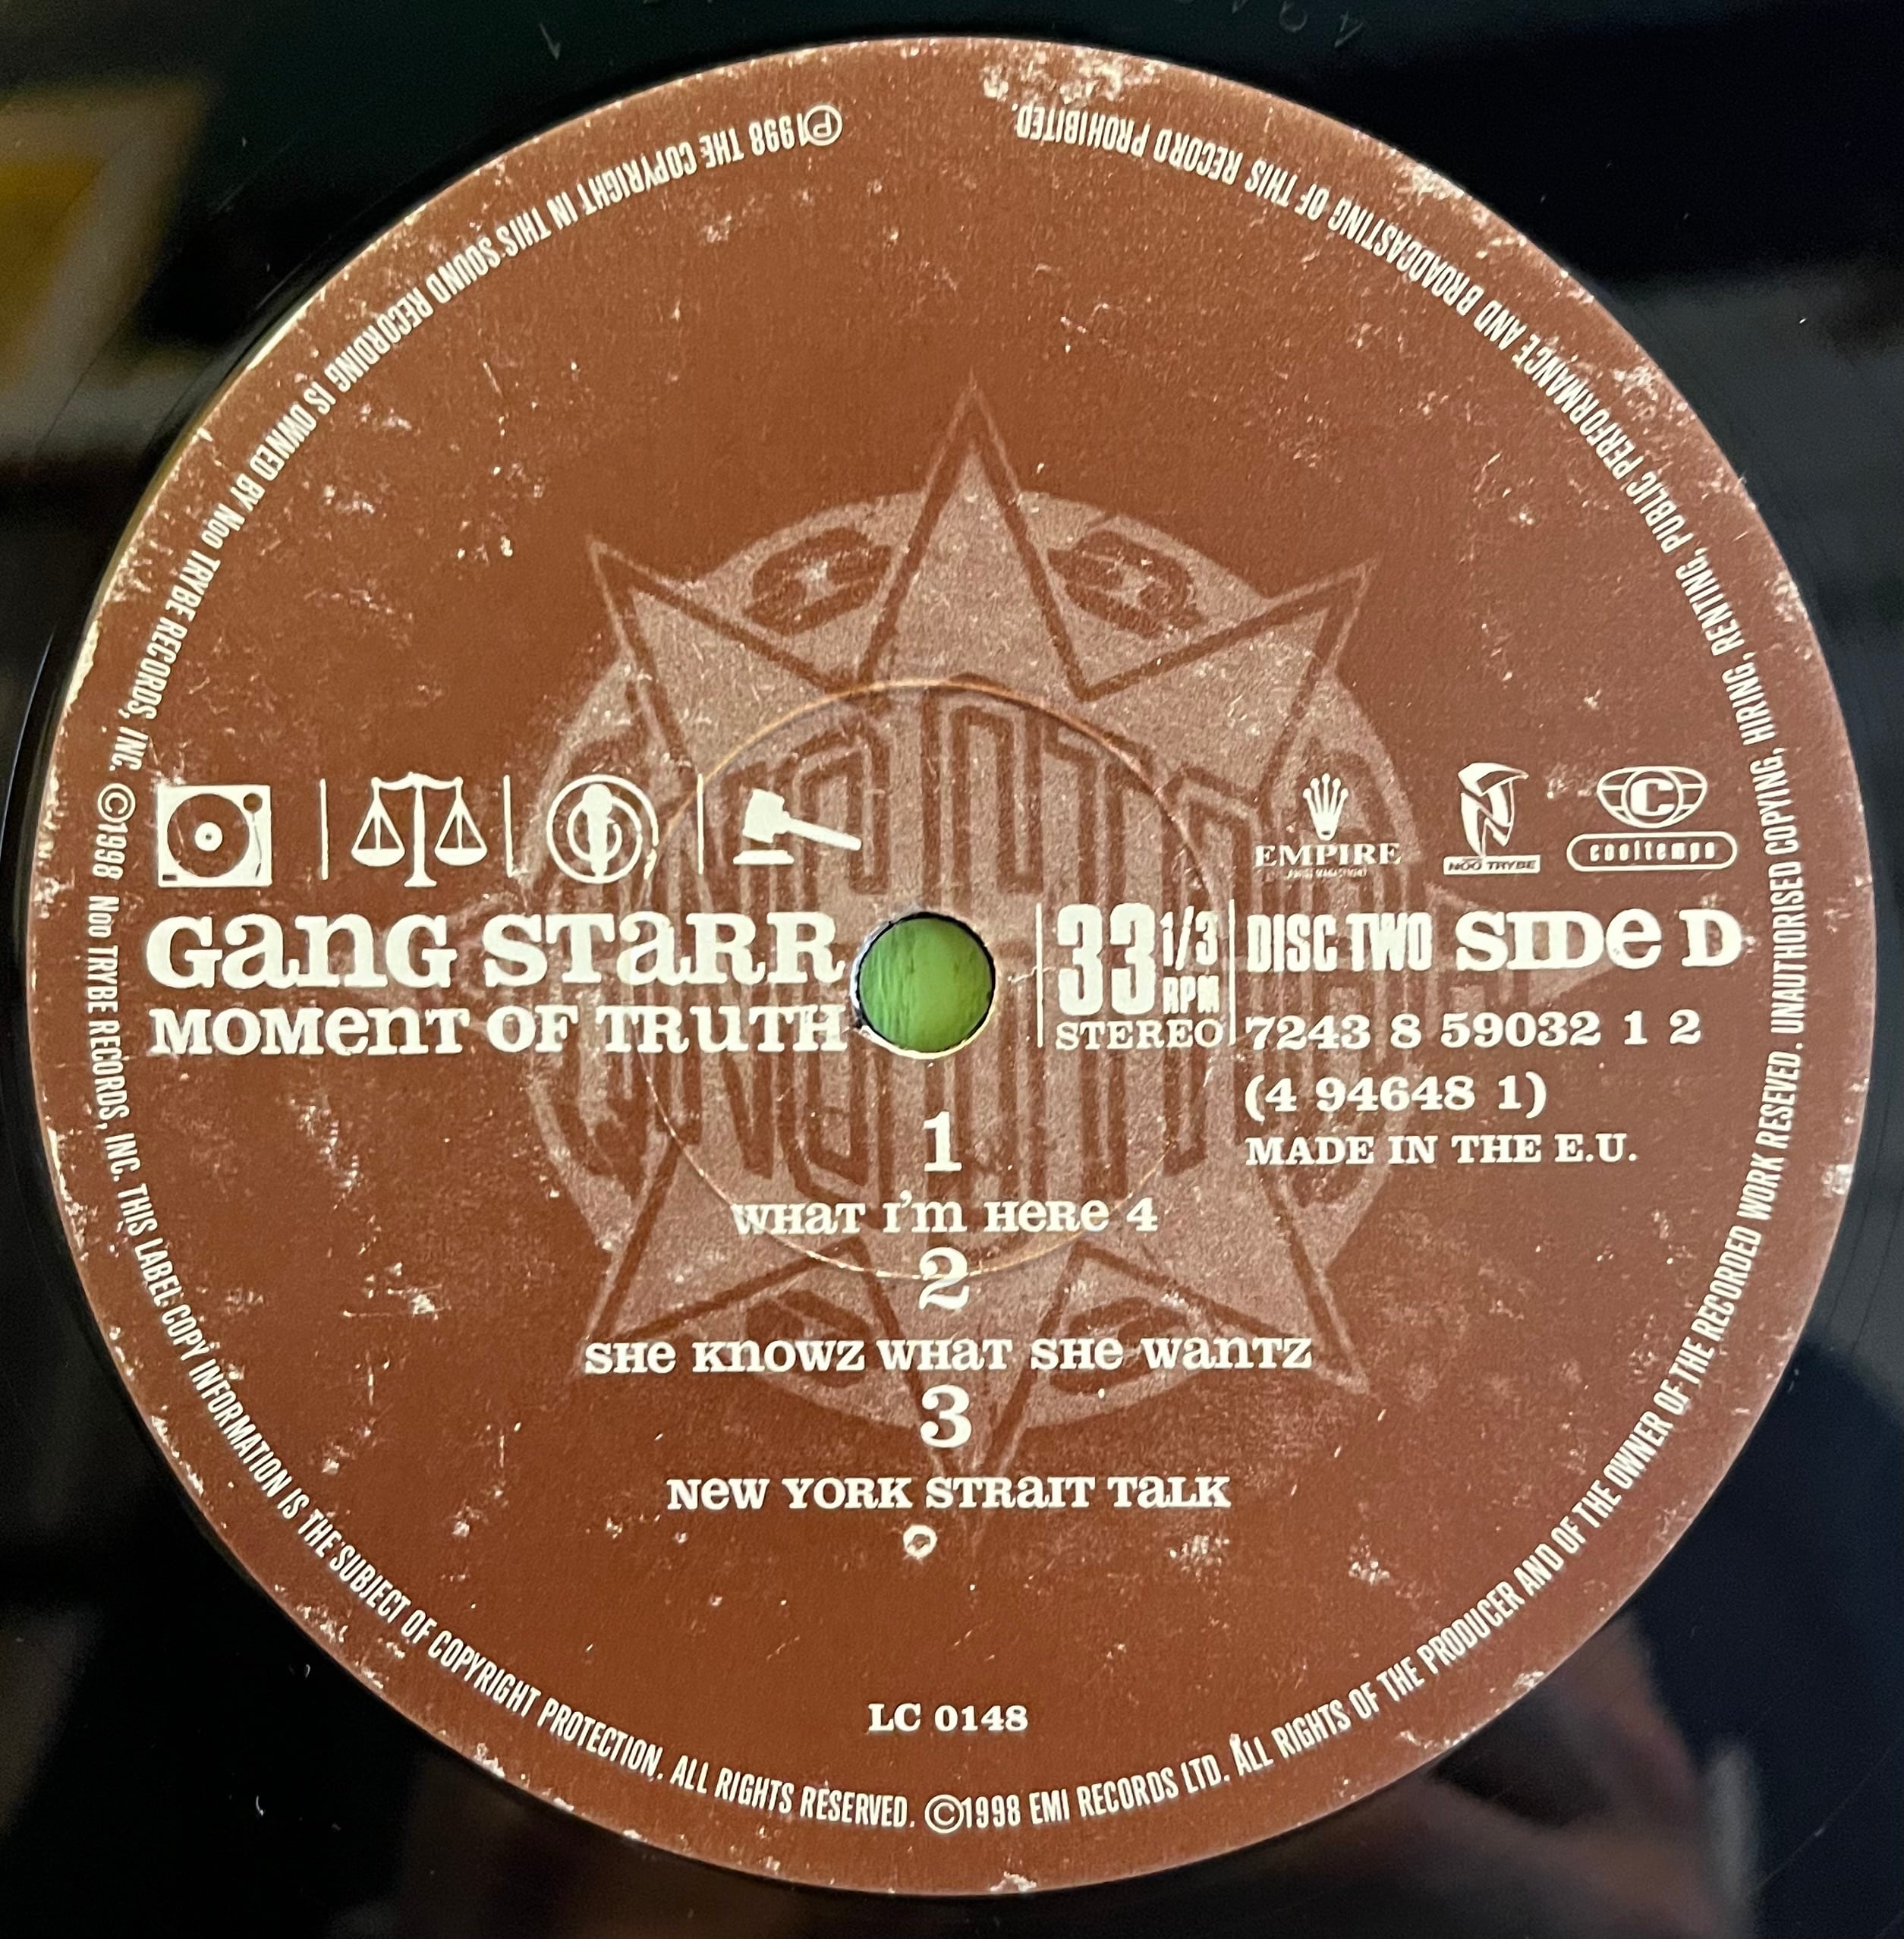 GANG STARR
MOMENT OF TRUTH
EMPIRE
NOO TRYBE
cooltempo
33 1/3 RPM
STEREO
DISC TWO SIDE D
7243 8 59032 1 2
(4 94648 1)
MADE IN THE E.U.
1
WHAT I'M HERE 4
2
SHE KNOWZ WHAT SHE WANTZ
3
NEW YORK STRAIT TALK
LC 0148
℗1998 THE COPYRIGHT IN THIS SOUND RECORDING IS OWNED BY NOO TRYBE RECORDS, INC. ©1998 NOO TRYBE RECORDS, INC. THIS LABEL COPY INFORMATION IS THE SUBJECT OF COPYRIGHT PROTECTION. ALL RIGHTS RESERVED. ©1998 EMI RECORDS LTD. ALL RIGHTS OF THE PRODUCER AND OF THE OWNER OF THE RECORDED WORK RESEVED. UNAUTHORISED COPYING, HIRING, RENTING, PUBLIC PERFORMANCE AND BROADCASTING OF THIS RECORD PROHIBITED.